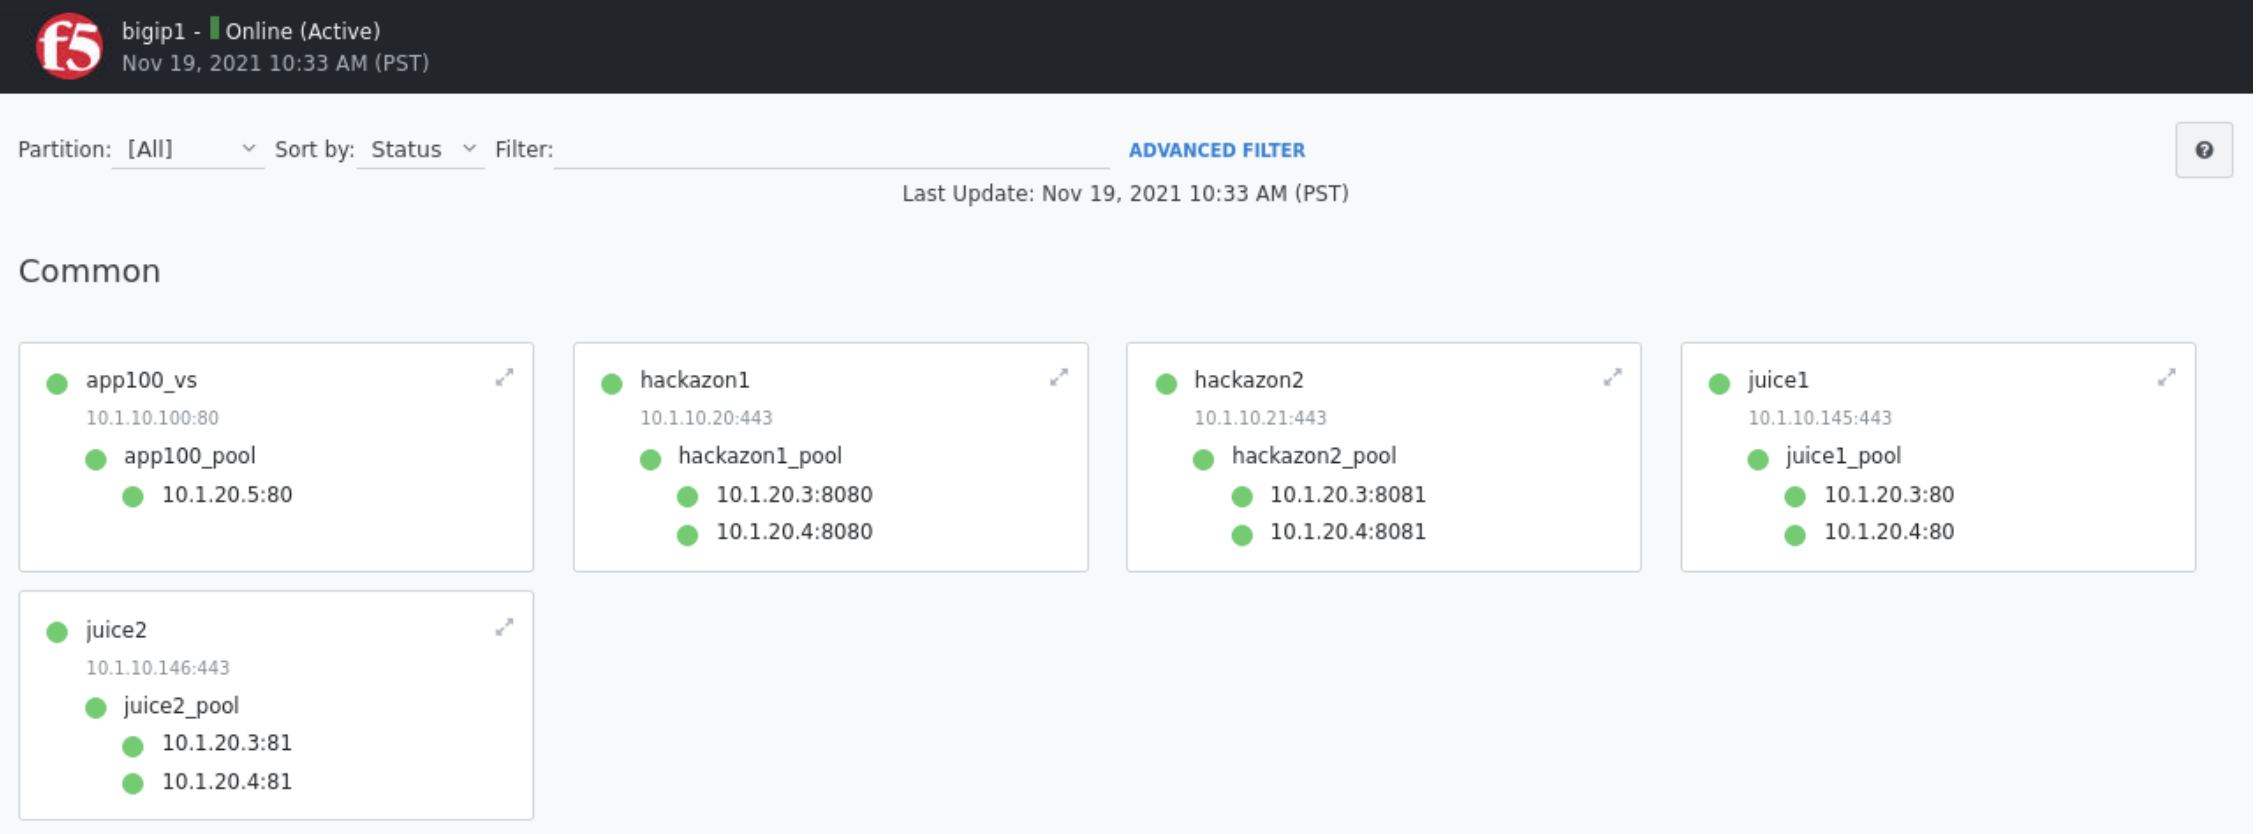 f5
bigip1 - Online (Active)
Nov 19, 2021 10:33 AM (PST)
Partition: [All] Sort by: Status Filter: ADVANCED FILTER ?
Last Update: Nov 19, 2021 10:33 AM (PST)
Common
app100_vs
10.1.10.100:80
app100_pool
10.1.20.5:80
hackazon1
10.1.10.20:443
hackazon1_pool
10.1.20.3:8080
10.1.20.4:8080
hackazon2
10.1.10.21:443
hackazon2_pool
10.1.20.3:8081
10.1.20.4:8081
juice1
10.1.10.145:443
juice1_pool
10.1.20.3:80
10.1.20.4:80
juice2
10.1.10.146:443
juice2_pool
10.1.20.3:81
10.1.20.4:81